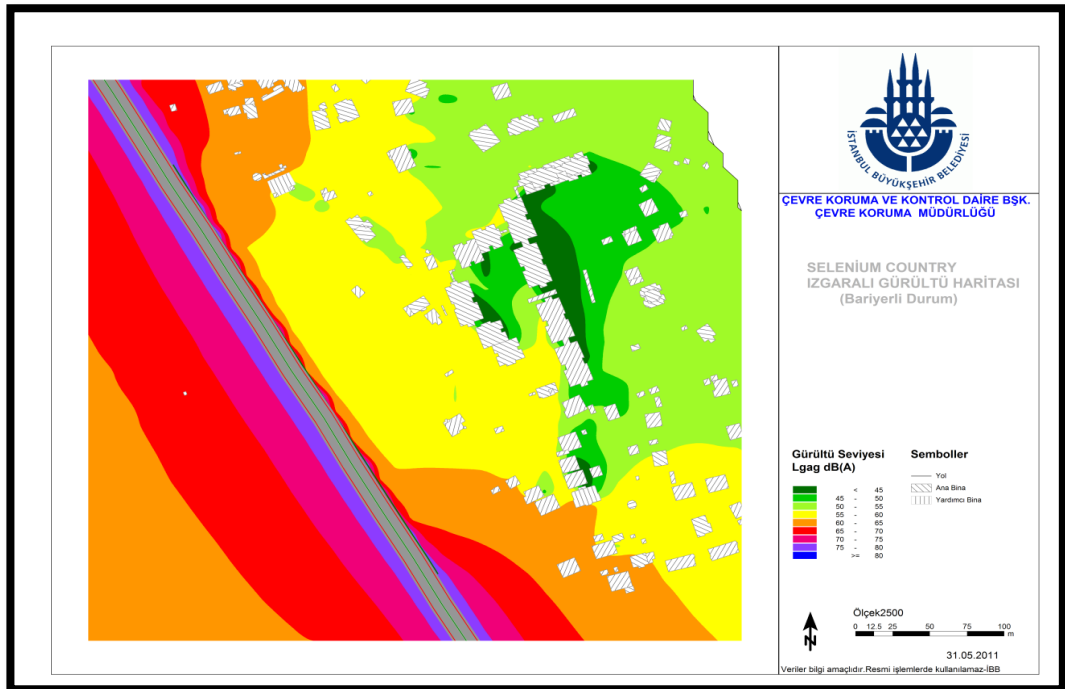 İSTANBUL BÜYÜKŞEHİR BELEDİYESİ
ÇEVRE KORUMA VE KONTROL DAİRE BŞK.
ÇEVRE KORUMA MÜDÜRLÜĞÜ
SELENİUM COUNTRY
IZGARALI GÜRÜLTÜ HARİTASI
(Bariyerli Durum)
Gürültü Seviyesi
Lgag dB(A)
< 45
45 - 50
50 - 55
55 - 60
60 - 65
65 - 70
70 - 75
75 - 80
>= 80
Semboller
Yol
Ana Bina
Yardımcı Bina
N
Ölçek2500
0 12.5 25 50 75 100
m
31.05.2011
Veriler bilgi amaçlıdır.Resmi işlemlerde kullanılamaz-İBB